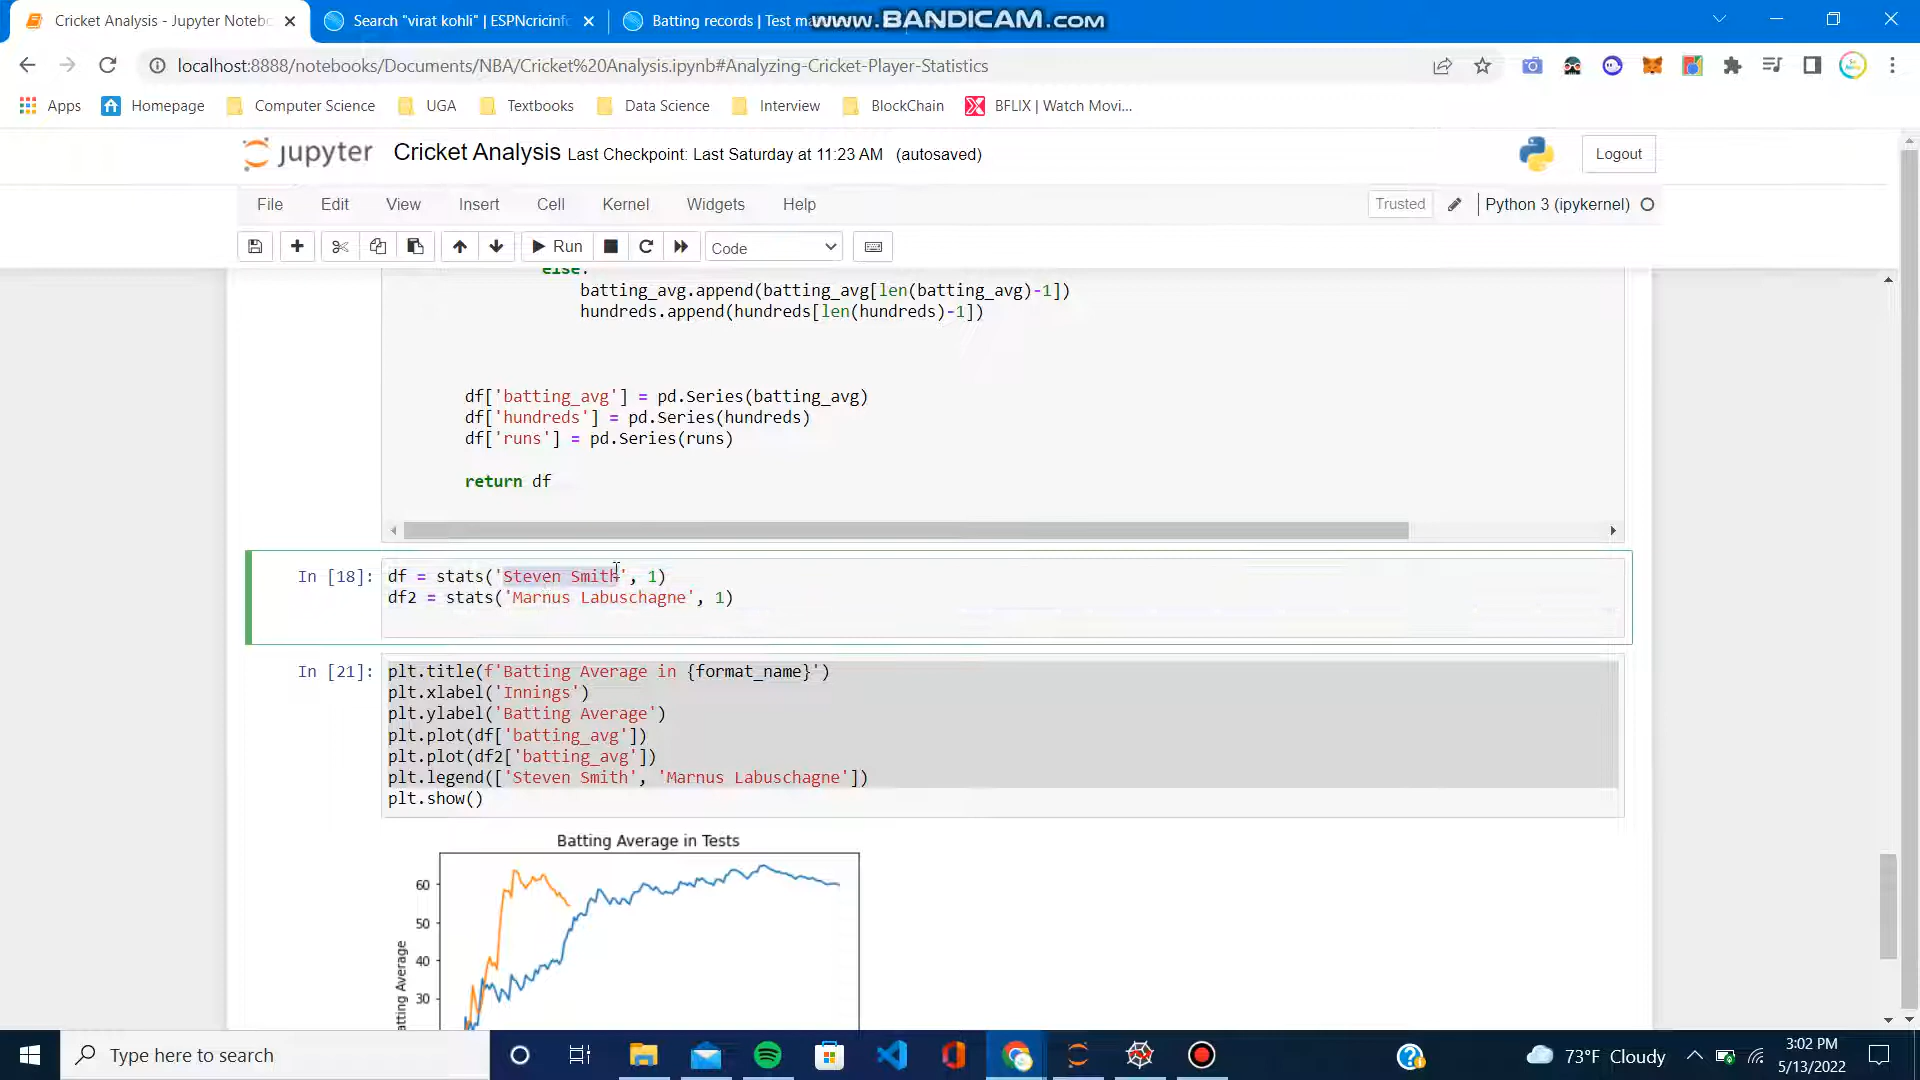 Cricket Analysis - Jupyter Noteb
Search "virat kohli" | ESPNcricinf
Batting records | Test ma
www.BANDICAM.com
localhost:8888/notebooks/Documents/NBA/Cricket%20Analysis.ipynb#Analyzing-Cricket-Player-Statistics
Apps
Homepage
Computer Science
UGA
Textbooks
Data Science
Interview
BlockChain
BFLIX | Watch Movi...
jupyter Cricket Analysis Last Checkpoint: Last Saturday at 11:23 AM (autosaved)
Logout
File Edit View Insert Cell Kernel Widgets Help
Trusted
Python 3 (ipykernel)
Run
Code
else:
batting_avg.append(batting_avg[len(batting_avg)-1])
hundreds.append(hundreds[len(hundreds)-1])
df['batting_avg'] = pd.Series(batting_avg)
df['hundreds'] = pd.Series(hundreds)
df['runs'] = pd.Series(runs)
return df
In [18]: df = stats('Steven Smith', 1)
df2 = stats('Marnus Labuschagne', 1)
In [21]: plt.title(f'Batting Average in {format_name}')
plt.xlabel('Innings')
plt.ylabel('Batting Average')
plt.plot(df['batting_avg'])
plt.plot(df2['batting_avg'])
plt.legend(['Steven Smith', 'Marnus Labuschagne'])
plt.show()
Batting Average in Tests
60
50
40
30
atting Average
Type here to search
73°F Cloudy
3:02 PM
5/13/2022